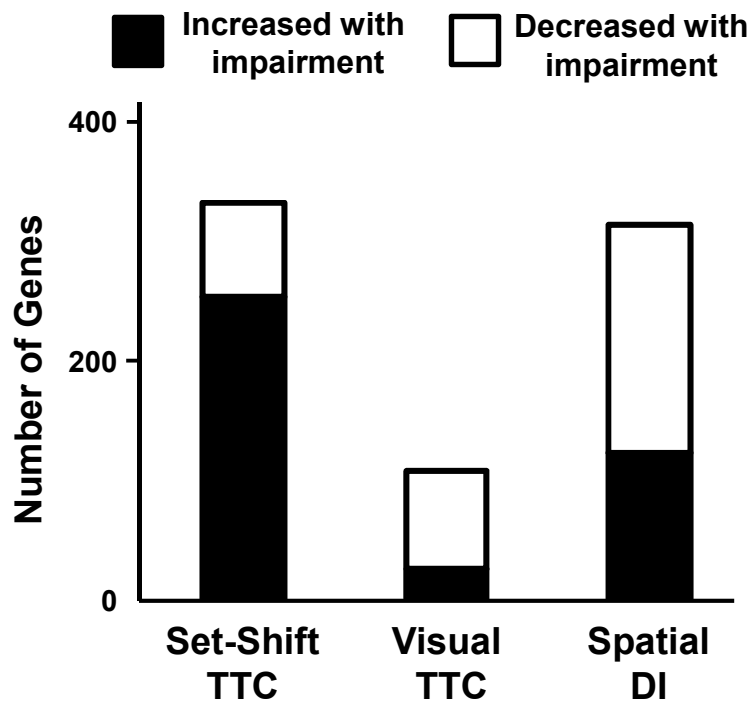 Increased with
impairment
Decreased with
impairment
400
200
0
Number of Genes
Set-Shift
TTC
Visual
TTC
Spatial
DI